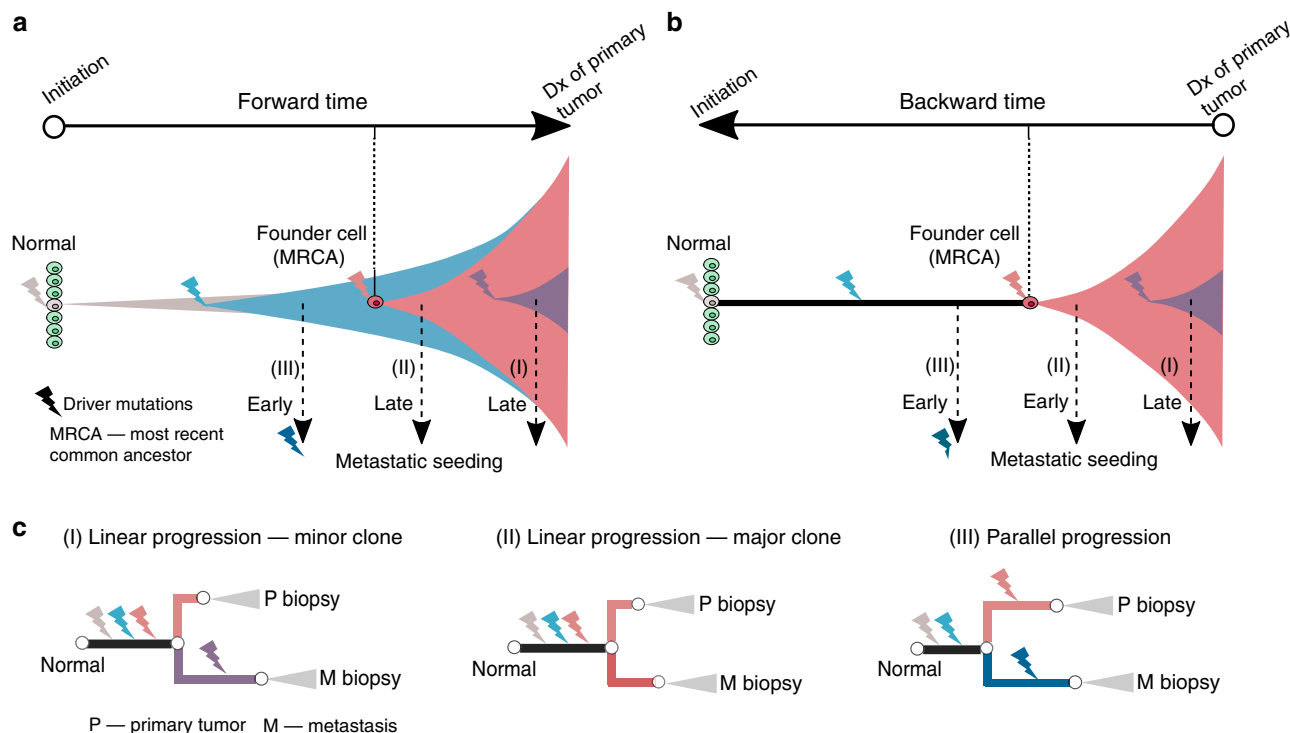 a
Initiation
Forward time
Dx of primary
tumor
Normal
Founder cell
(MRCA)
(III)
(II)
(I)
Early
Late
Late
Driver mutations
MRCA — most recent
common ancestor
Metastatic seeding
b
Initiation
Backward time
Dx of primary
tumor
Normal
Founder cell
(MRCA)
(III)
(II)
(I)
Early
Early
Late
Metastatic seeding
c
(I) Linear progression — minor clone
P biopsy
Normal
M biopsy
P — primary tumor M — metastasis
(II) Linear progression — major clone
P biopsy
Normal
M biopsy
(III) Parallel progression
P biopsy
Normal
M biopsy